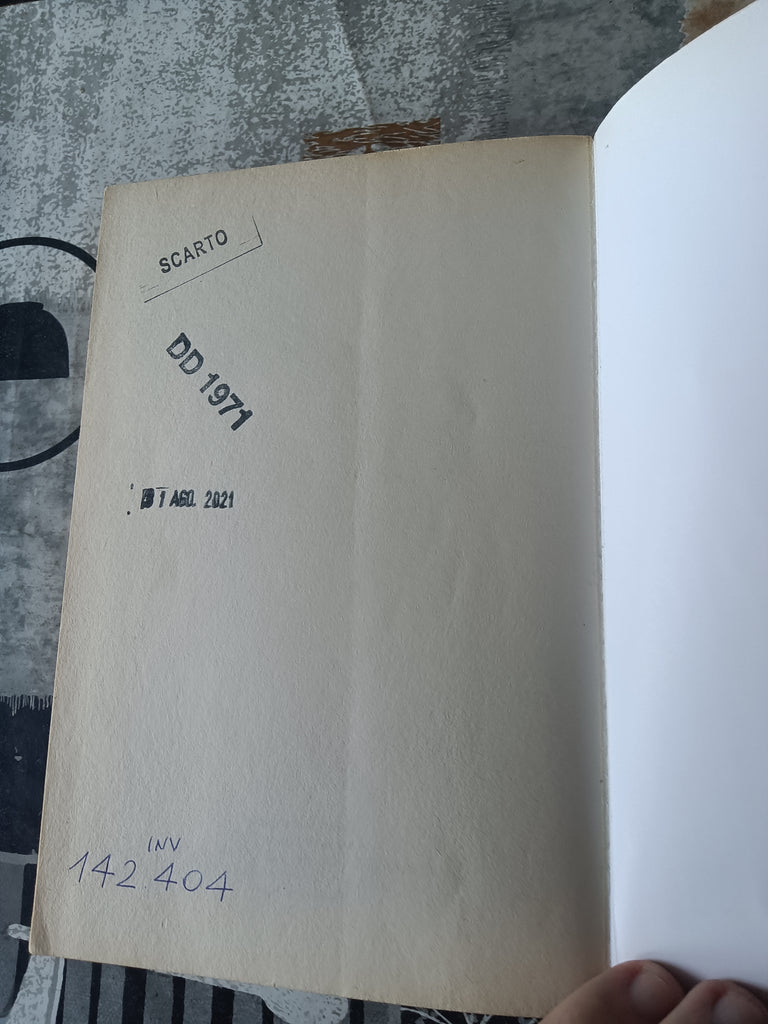 SCARTO
DD 1971
1 AGO. 2021
INV
142.404